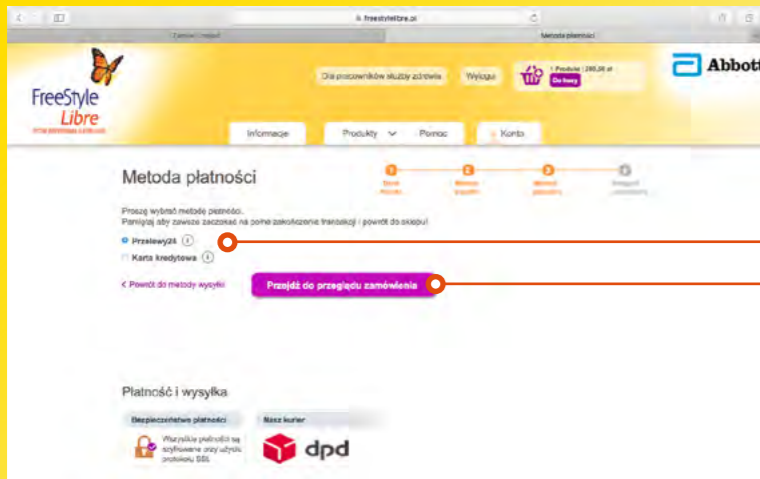 freestylelibre.pl
Metoda płatności
FreeStyle
Libre
Dla pracowników służby zdrowia
Wyloguj
Do kasy
Abbott
Informacje
Produkty
Pomoc
Konto
Metoda płatności
1
2
3
Proszę wybrać metodę płatności.
Pamiętaj aby zawsze zaczekać na pełne zakończenie transakcji i powrót do sklepu!
Przelewy24
Karta kredytowa
< Powrót do metody wysyłki
Przejdź do przeglądu zamówienia
Płatność i wysyłka
Bezpieczeństwo płatności
Nasz kurier
Wszystkie płatności są
szyfrowane przy użyciu
protokołu SSL
dpd